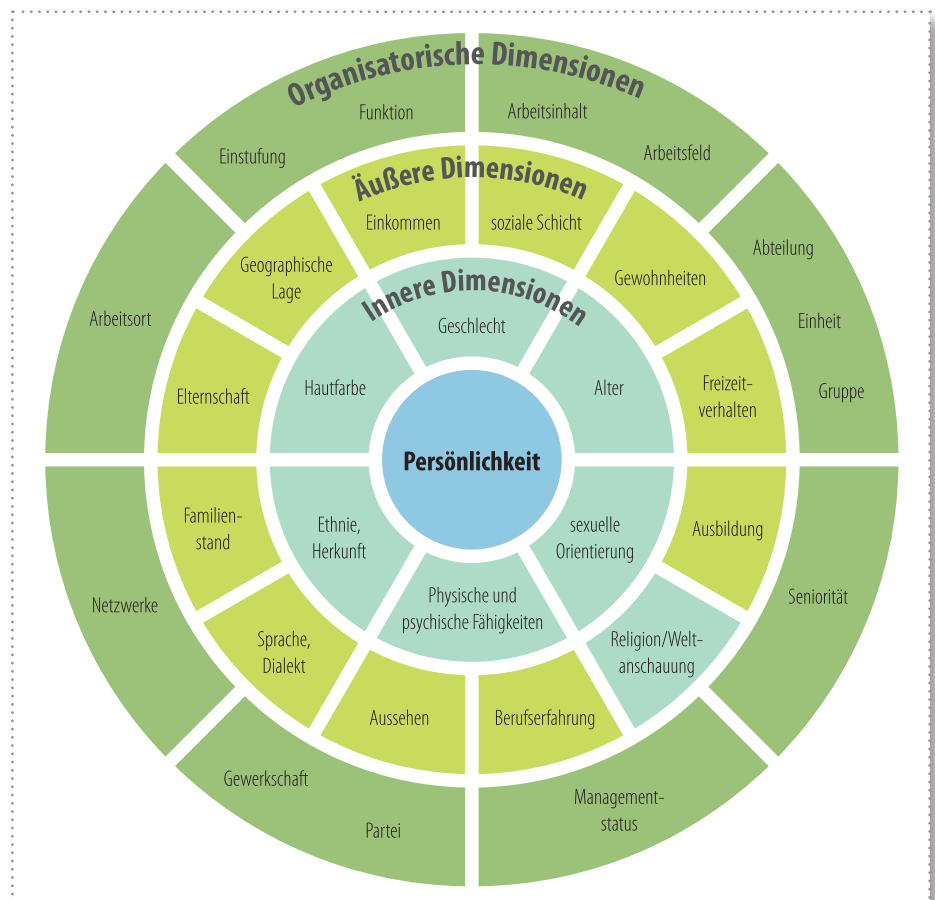 Organisatorische Dimensionen
Funktion
Arbeitsinhalt
Einstufung
Arbeitsfeld
Äußere Dimensionen
Einkommen
soziale Schicht
Abteilung
Geographische
Lage
Gewohnheiten
Innere Dimensionen
Arbeitsort
Geschlecht
Einheit
Elternschaft
Hautfarbe
Alter
Freizeit-
verhalten
Gruppe
Persönlichkeit
Familien-
stand
Ethnie,
Herkunft
sexuelle
Orientierung
Ausbildung
Netzwerke
Physische und
psychische Fähigkeiten
Seniorität
Sprache,
Dialekt
Religion/Welt-
anschauung
Aussehen
Berufserfahrung
Gewerkschaft
Management-
status
Partei